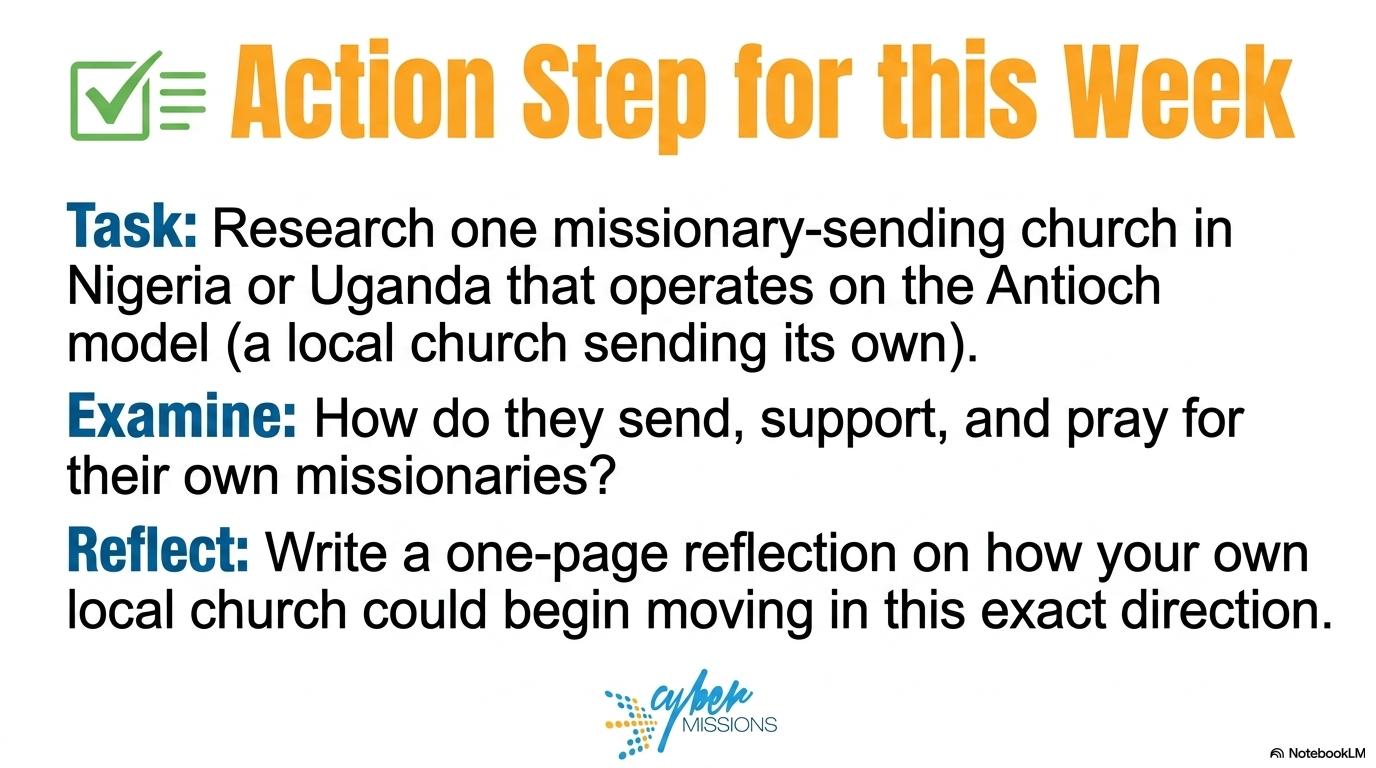 Action Step for this Week
Task: Research one missionary-sending church in
Nigeria or Uganda that operates on the Antioch
model (a local church sending its own).
Examine: How do they send, support, and pray for
their own missionaries?
Reflect: Write a one-page reflection on how your own
local church could begin moving in this exact direction.
cyber
MISSIONS
NotebookLM